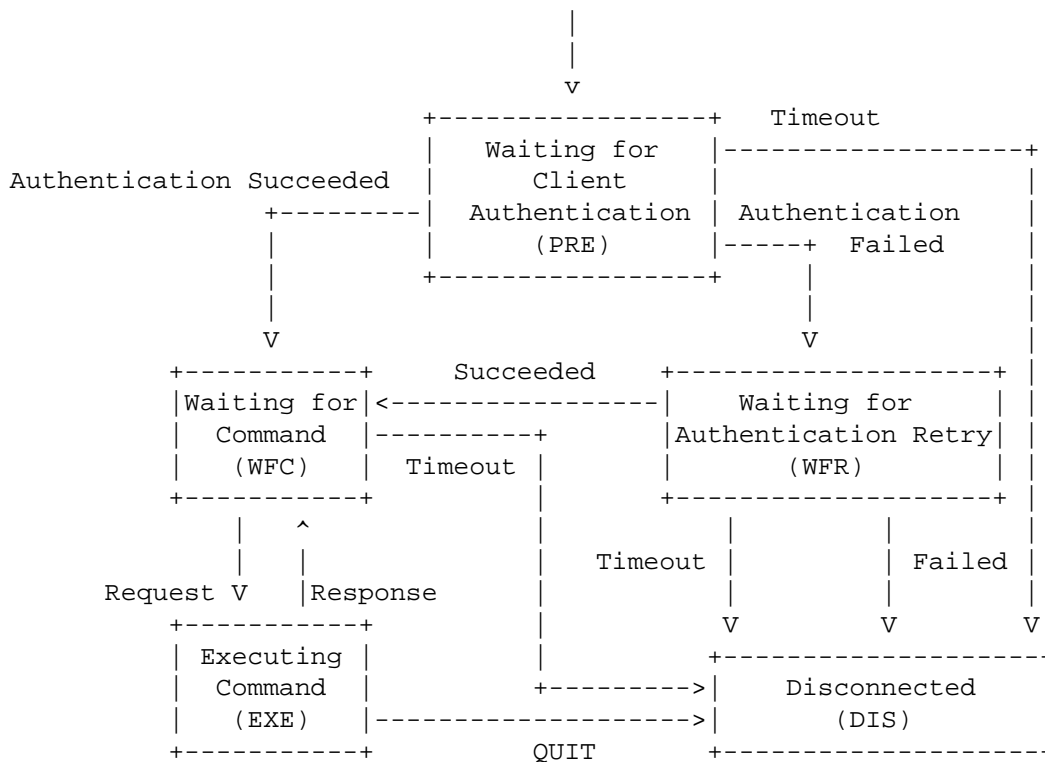 Timeout
Waiting for
Authentication Succeeded Client
Authentication Authentication
(PRE) Failed
Succeeded
Waiting for Waiting for
Command Authentication Retry
(WFC) Timeout (WFR)
Timeout Failed
Request Response
Executing
Command Disconnected
(EXE) (DIS)
QUIT